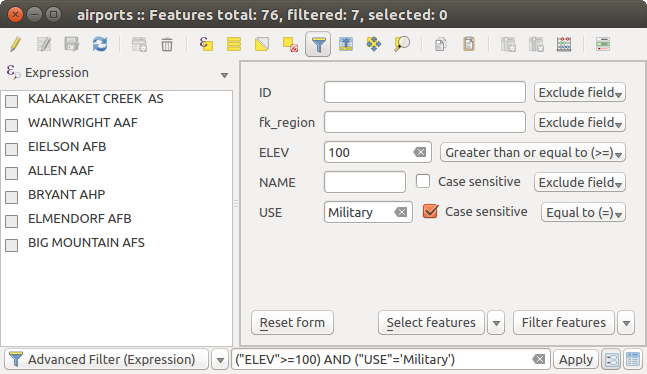 airports :: Features total: 76, filtered: 7, selected: 0
Expression
KALAKAKET CREEK  AS
WAINWRIGHT AAF
EIELSON AFB
ALLEN AAF
BRYANT AHP
ELMENDORF AFB
BIG MOUNTAIN AFS
ID Exclude field
fk_region Exclude field
ELEV 100 Greater than or equal to (>=)
NAME Case sensitive Exclude field
USE Military Case sensitive Equal to (=)
Reset form Select features Filter features
Advanced Filter (Expression) ("ELEV">=100) AND ("USE"='Military') Apply